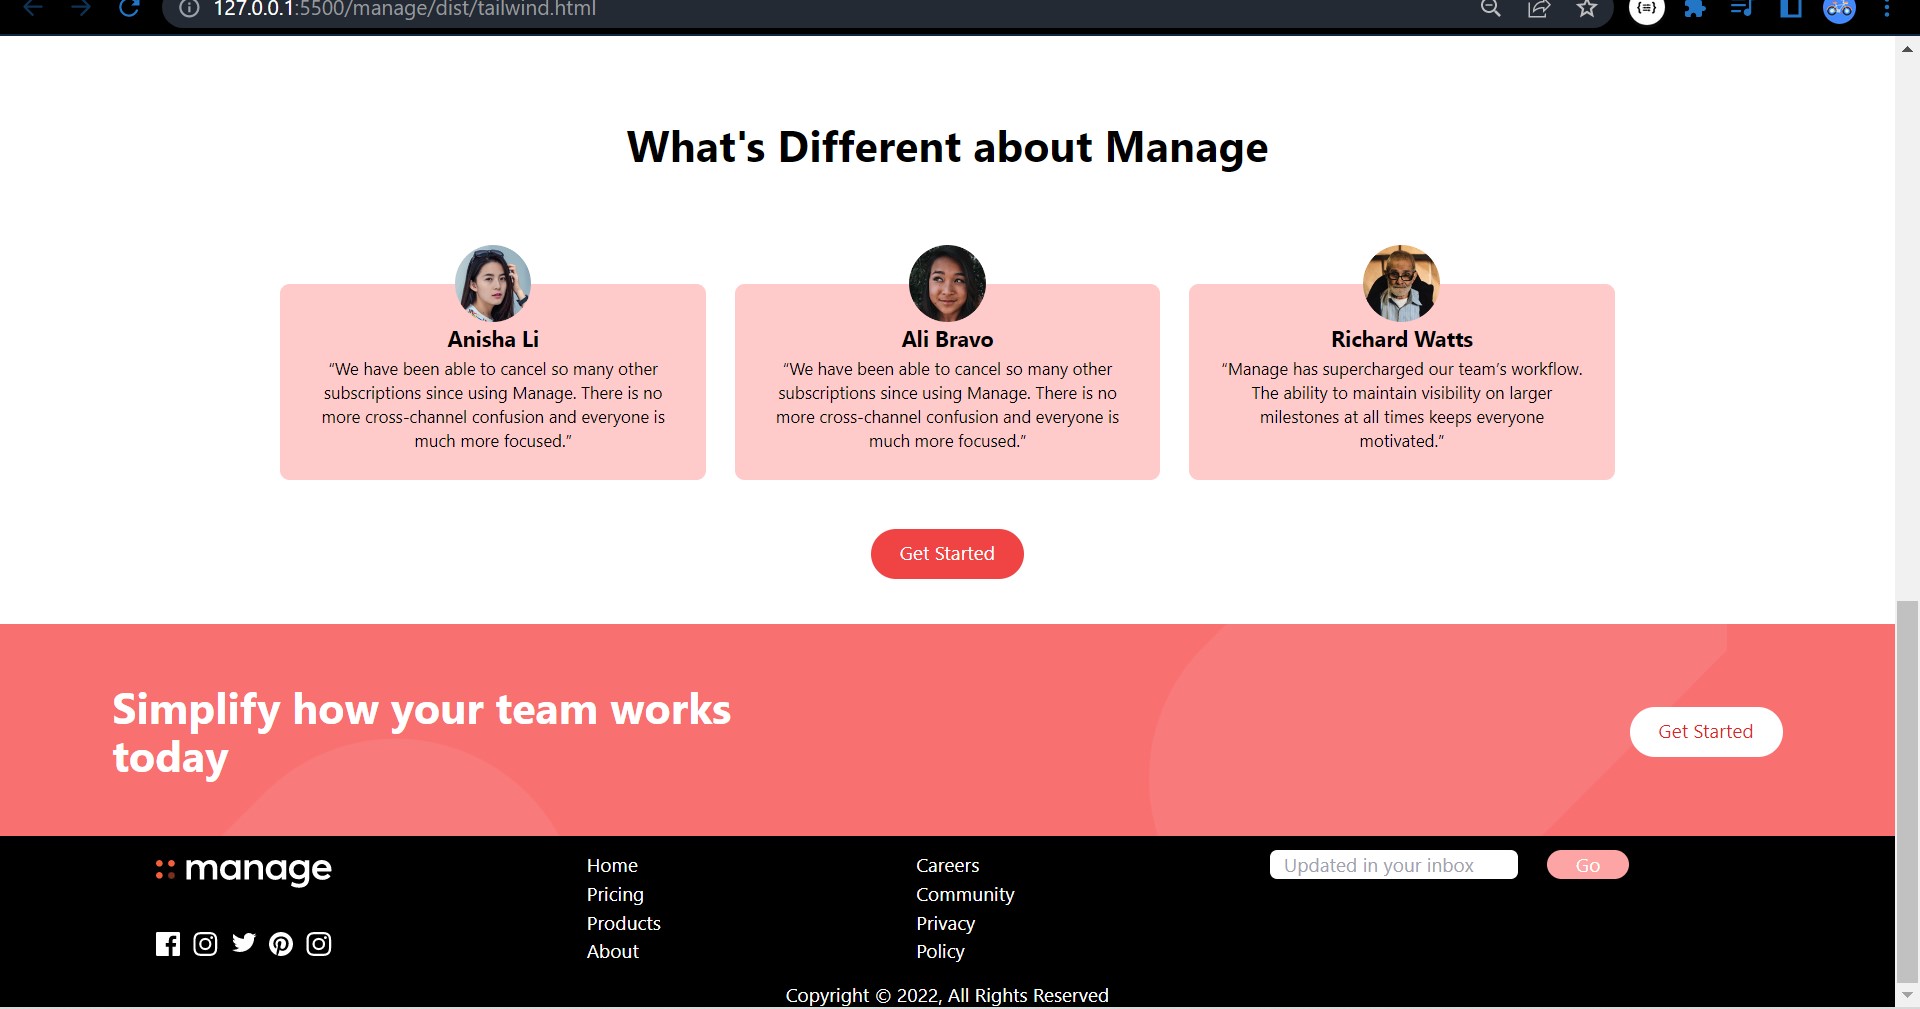 127.0.0.1:5500/manage/dist/tailwind.html
What's Different about Manage
Anisha Li
“We have been able to cancel so many other
subscriptions since using Manage. There is no
more cross-channel confusion and everyone is
much more focused.”
Ali Bravo
“We have been able to cancel so many other
subscriptions since using Manage. There is no
more cross-channel confusion and everyone is
much more focused.”
Richard Watts
“Manage has supercharged our team’s workflow.
The ability to maintain visibility on larger
milestones at all times keeps everyone
motivated.”
Get Started
Simplify how your team works
today
Get Started
manage
Home
Pricing
Products
About
Careers
Community
Privacy
Policy
Updated in your inbox
Go
Copyright © 2022, All Rights Reserved